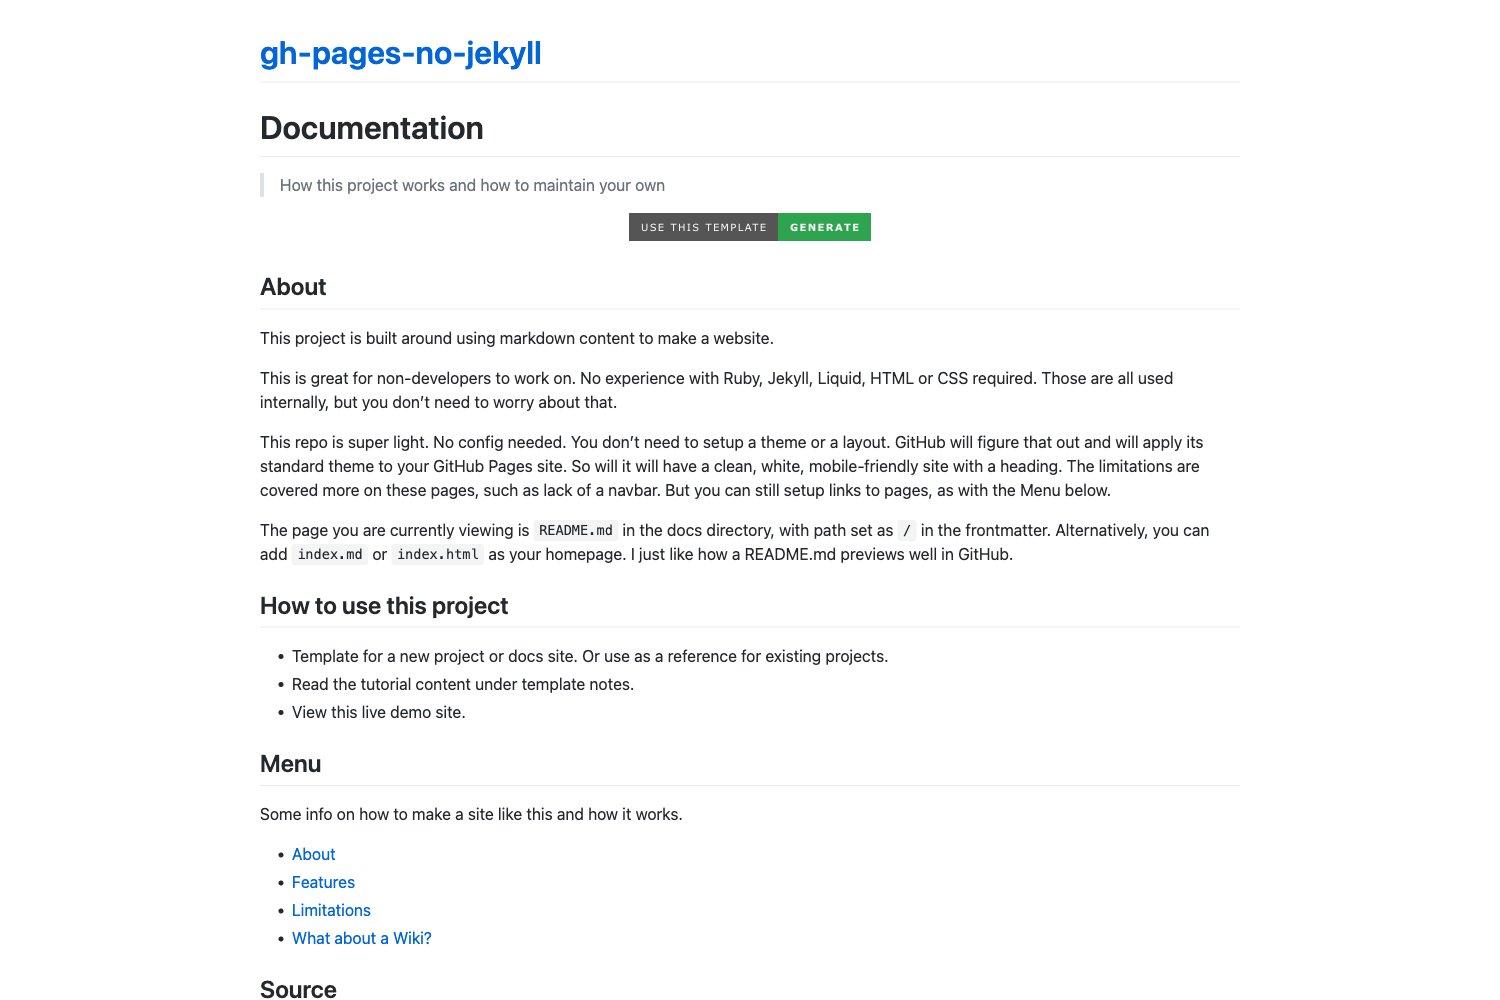 gh-pages-no-jekyll
Documentation
How this project works and how to maintain your own
USE THIS TEMPLATE GENERATE
About
This project is built around using markdown content to make a website.
This is great for non-developers to work on. No experience with Ruby, Jekyll, Liquid, HTML or CSS required. Those are all used
internally, but you don’t need to worry about that.
This repo is super light. No config needed. You don’t need to setup a theme or a layout. GitHub will figure that out and will apply its
standard theme to your GitHub Pages site. So will it will have a clean, white, mobile-friendly site with a heading. The limitations are
covered more on these pages, such as lack of a navbar. But you can still setup links to pages, as with the Menu below.
The page you are currently viewing is README.md in the docs directory, with path set as / in the frontmatter. Alternatively, you can
add index.md or index.html as your homepage. I just like how a README.md previews well in GitHub.
How to use this project
• Template for a new project or docs site. Or use as a reference for existing projects.
• Read the tutorial content under template notes.
• View this live demo site.
Menu
Some info on how to make a site like this and how it works.
• About
• Features
• Limitations
• What about a Wiki?
Source